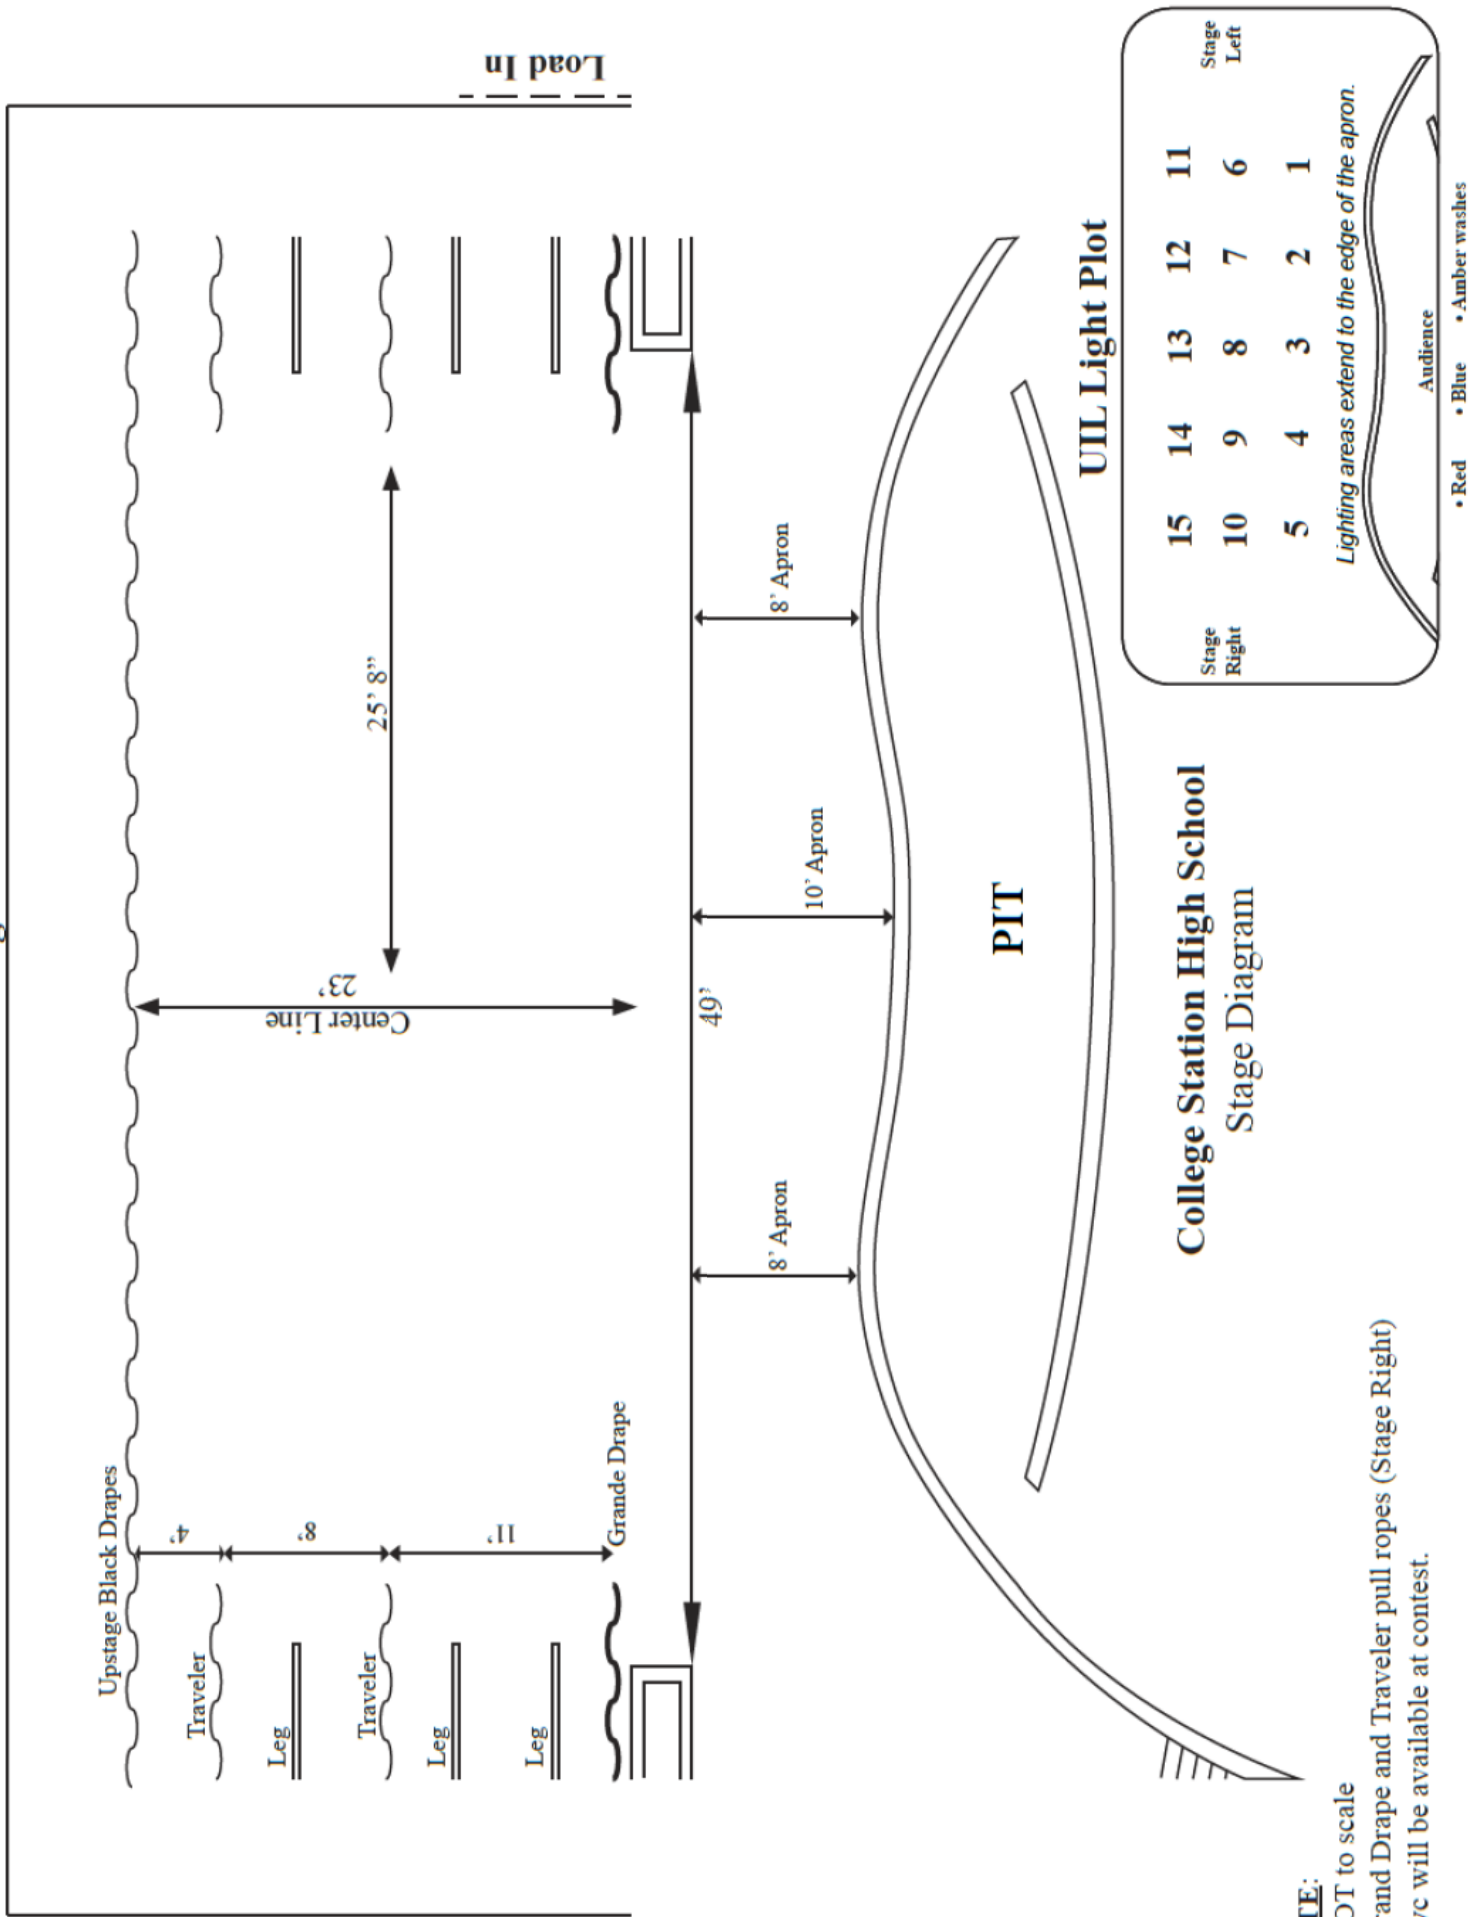 Load In
Upstage Black Drapes
Traveler
Leg
Traveler
Leg
Leg
Grande Drape
4’
8’
11’
Center Line
23’
25’ 8”
49’
8’ Apron
10’ Apron
8’ Apron
PIT
College Station High School
Stage Diagram
UIL Light Plot
Stage
Right
Stage
Left
15 14 13 12 11
10 9 8 7 6
5 4 3 2 1
Lighting areas extend to the edge of the apron.
Audience
• Red • Blue • Amber washes
TE:
OT to scale
rand Drape and Traveler pull ropes (Stage Right)
yc will be available at contest.